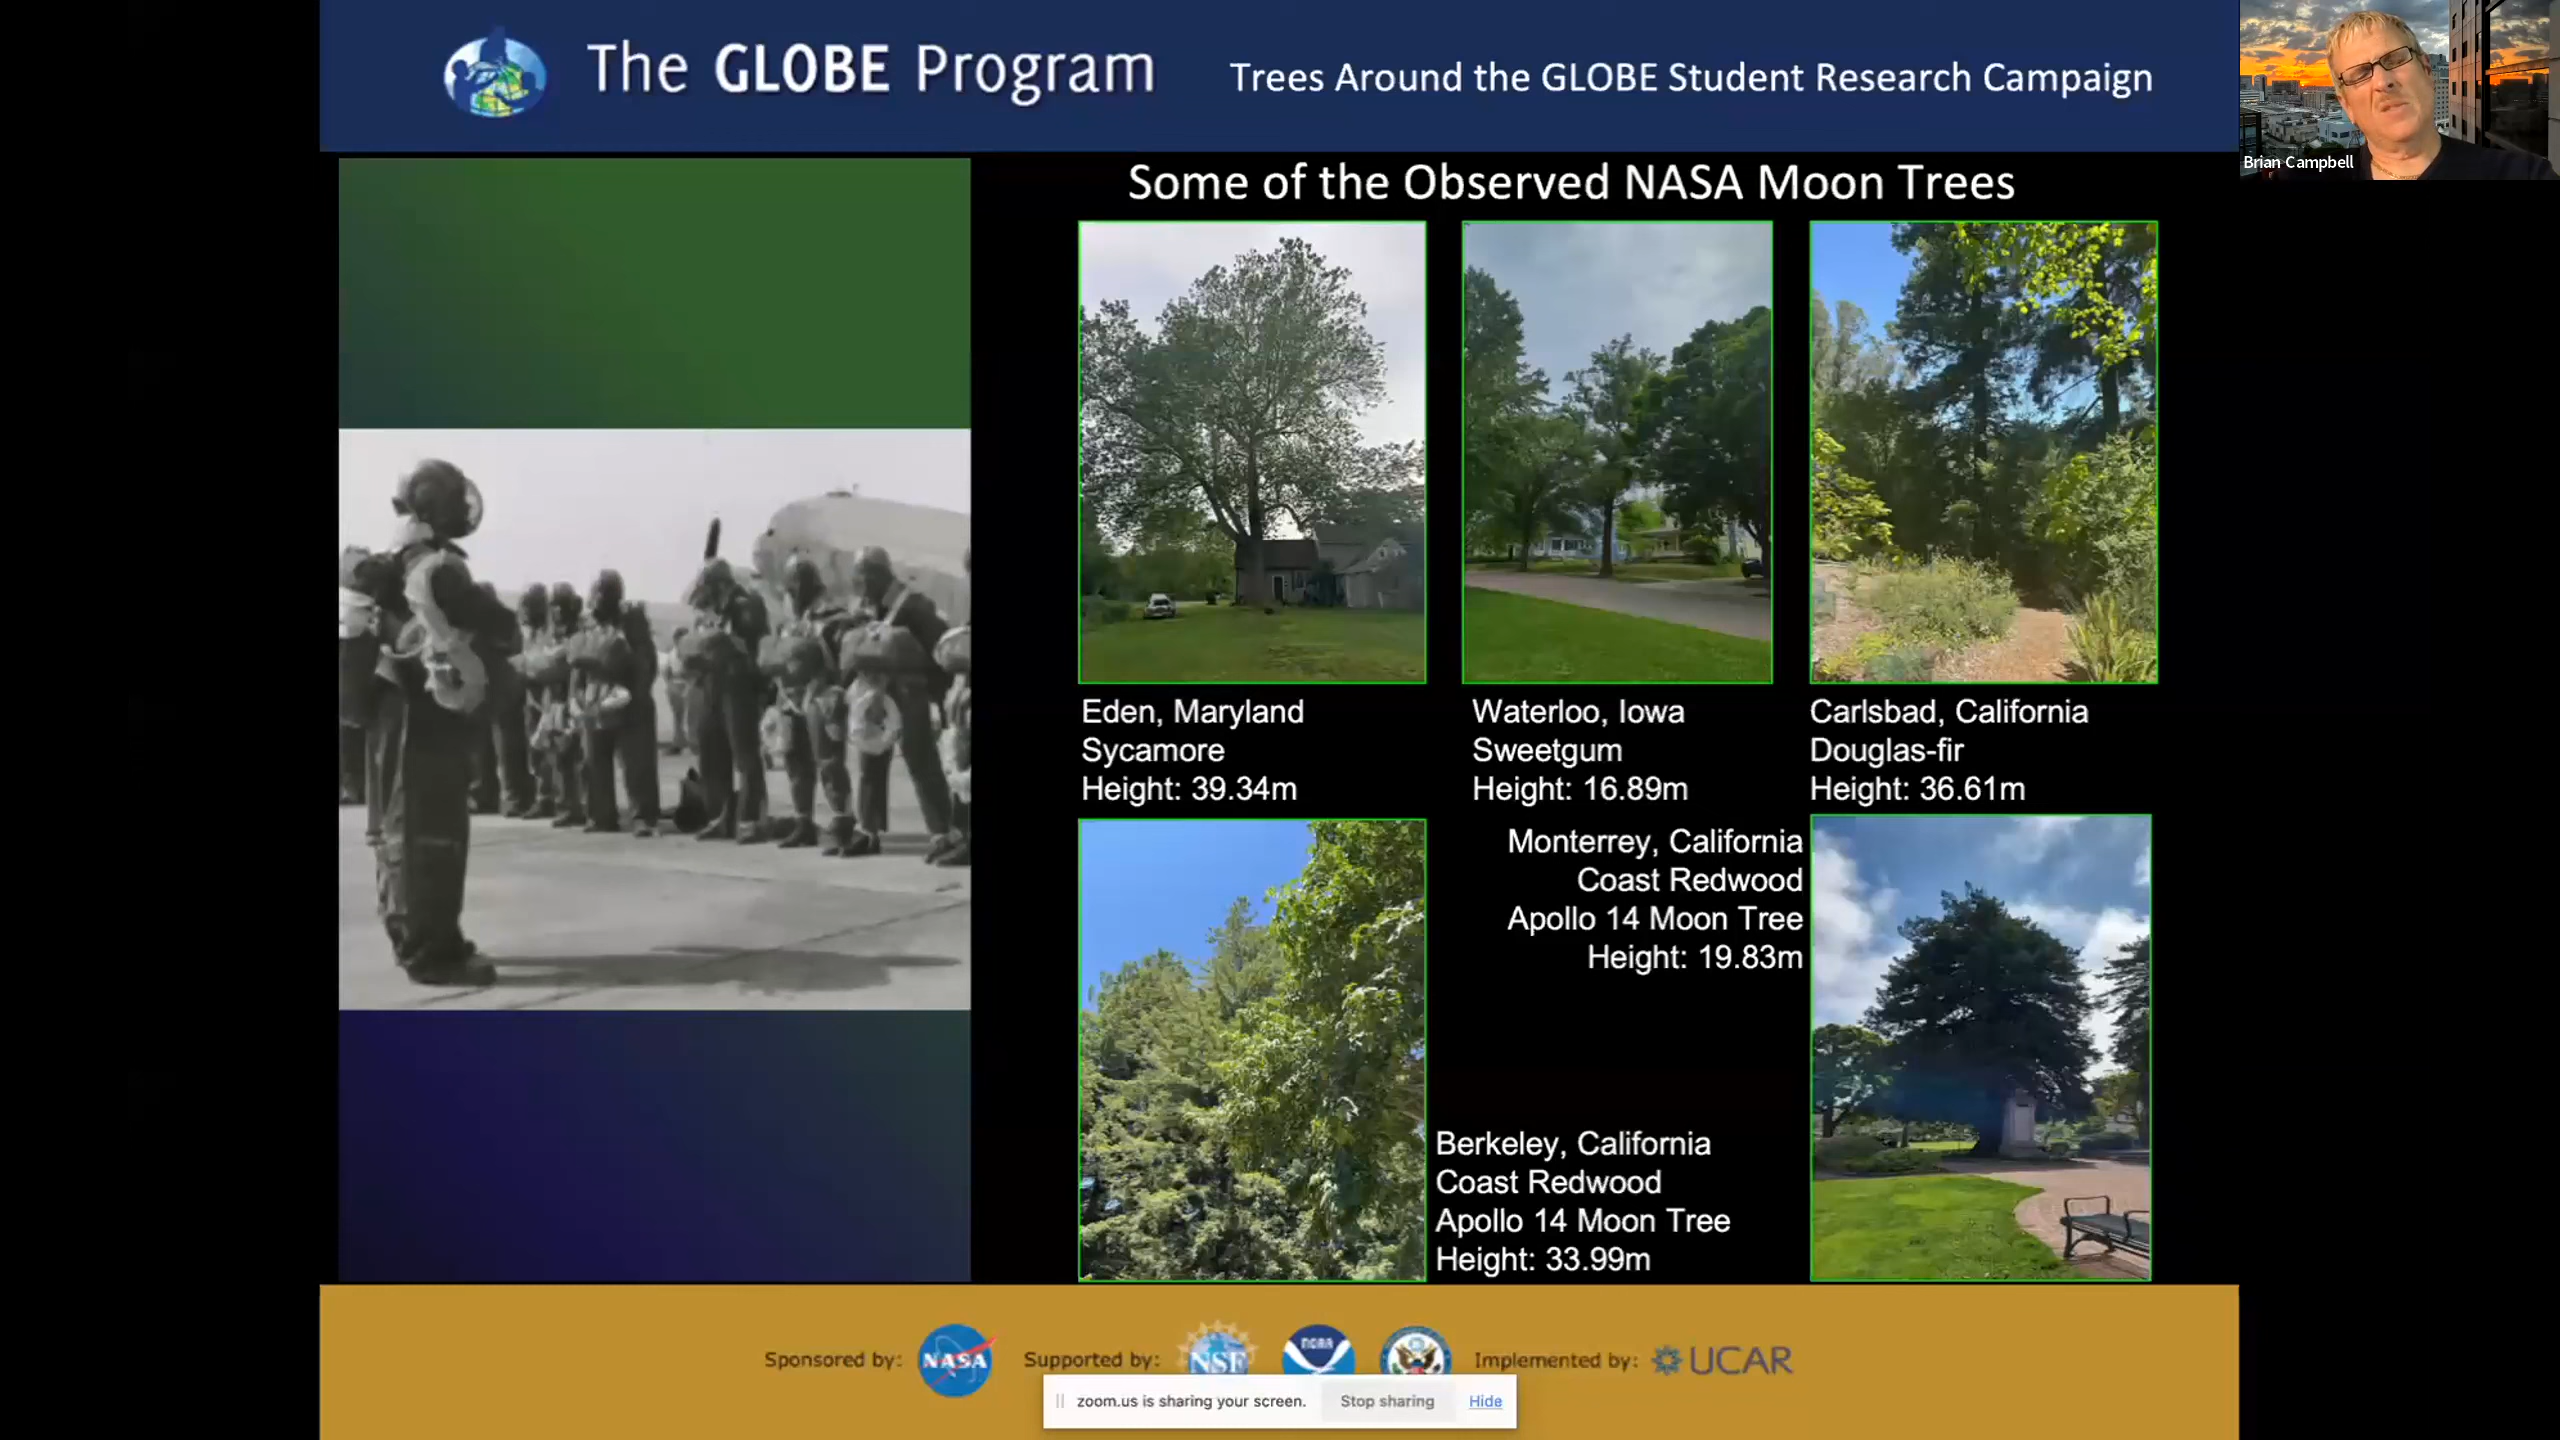 The GLOBE Program
Trees Around the GLOBE Student Research Campaign
Brian Campbell
Some of the Observed NASA Moon Trees
Eden, Maryland
Sycamore
Height: 39.34m
Waterloo, Iowa
Sweetgum
Height: 16.89m
Carlsbad, California
Douglas-fir
Height: 36.61m
Monterrey, California
Coast Redwood
Apollo 14 Moon Tree
Height: 19.83m
Berkeley, California
Coast Redwood
Apollo 14 Moon Tree
Height: 33.99m
Sponsored by: NASA Supported by: NSF NOAA Implemented by: UCAR
zoom.us is sharing your screen. Stop sharing Hide